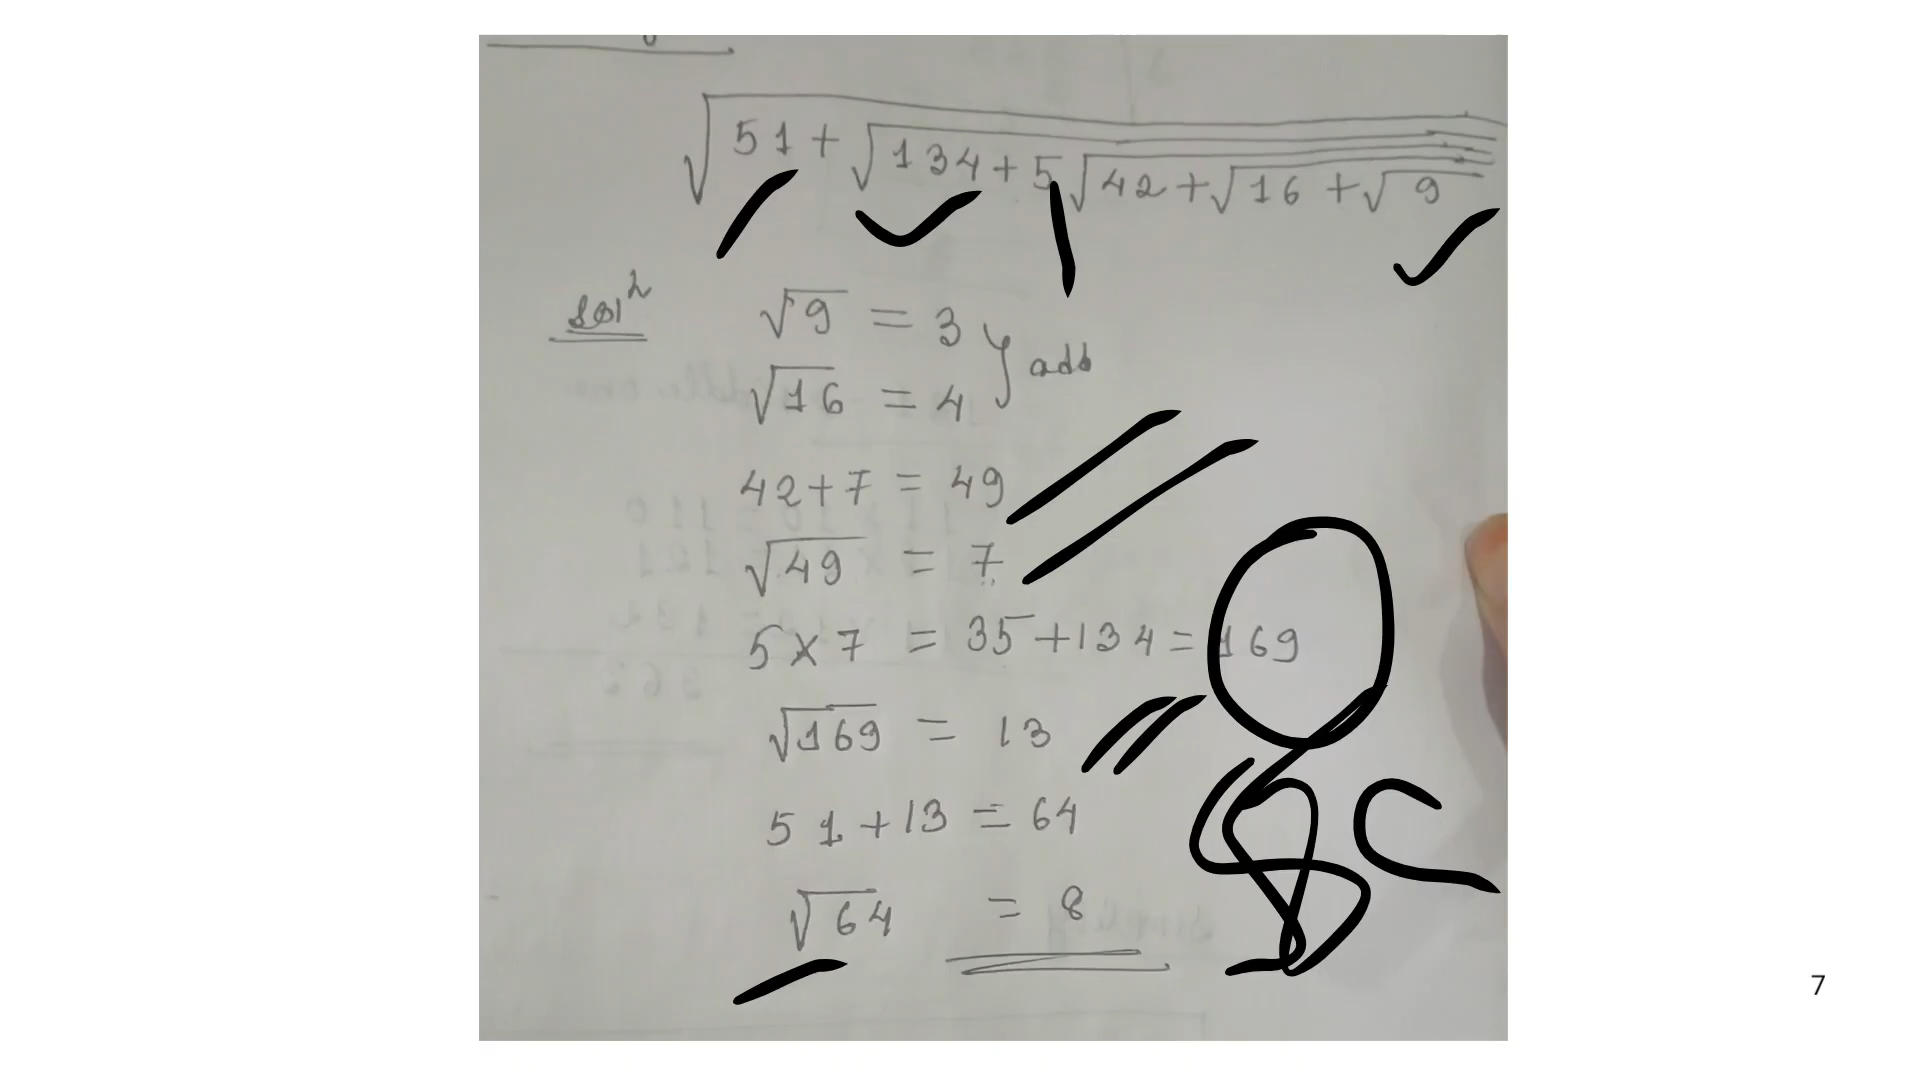 √51+√134+5√42+√16+√9
Sol²
√9 = 3
√16 = 4
} add
42+7 = 49
√49 = 7
5×7 = 35+134=169
√169 = 13
51+13=64
√64 = 8
7